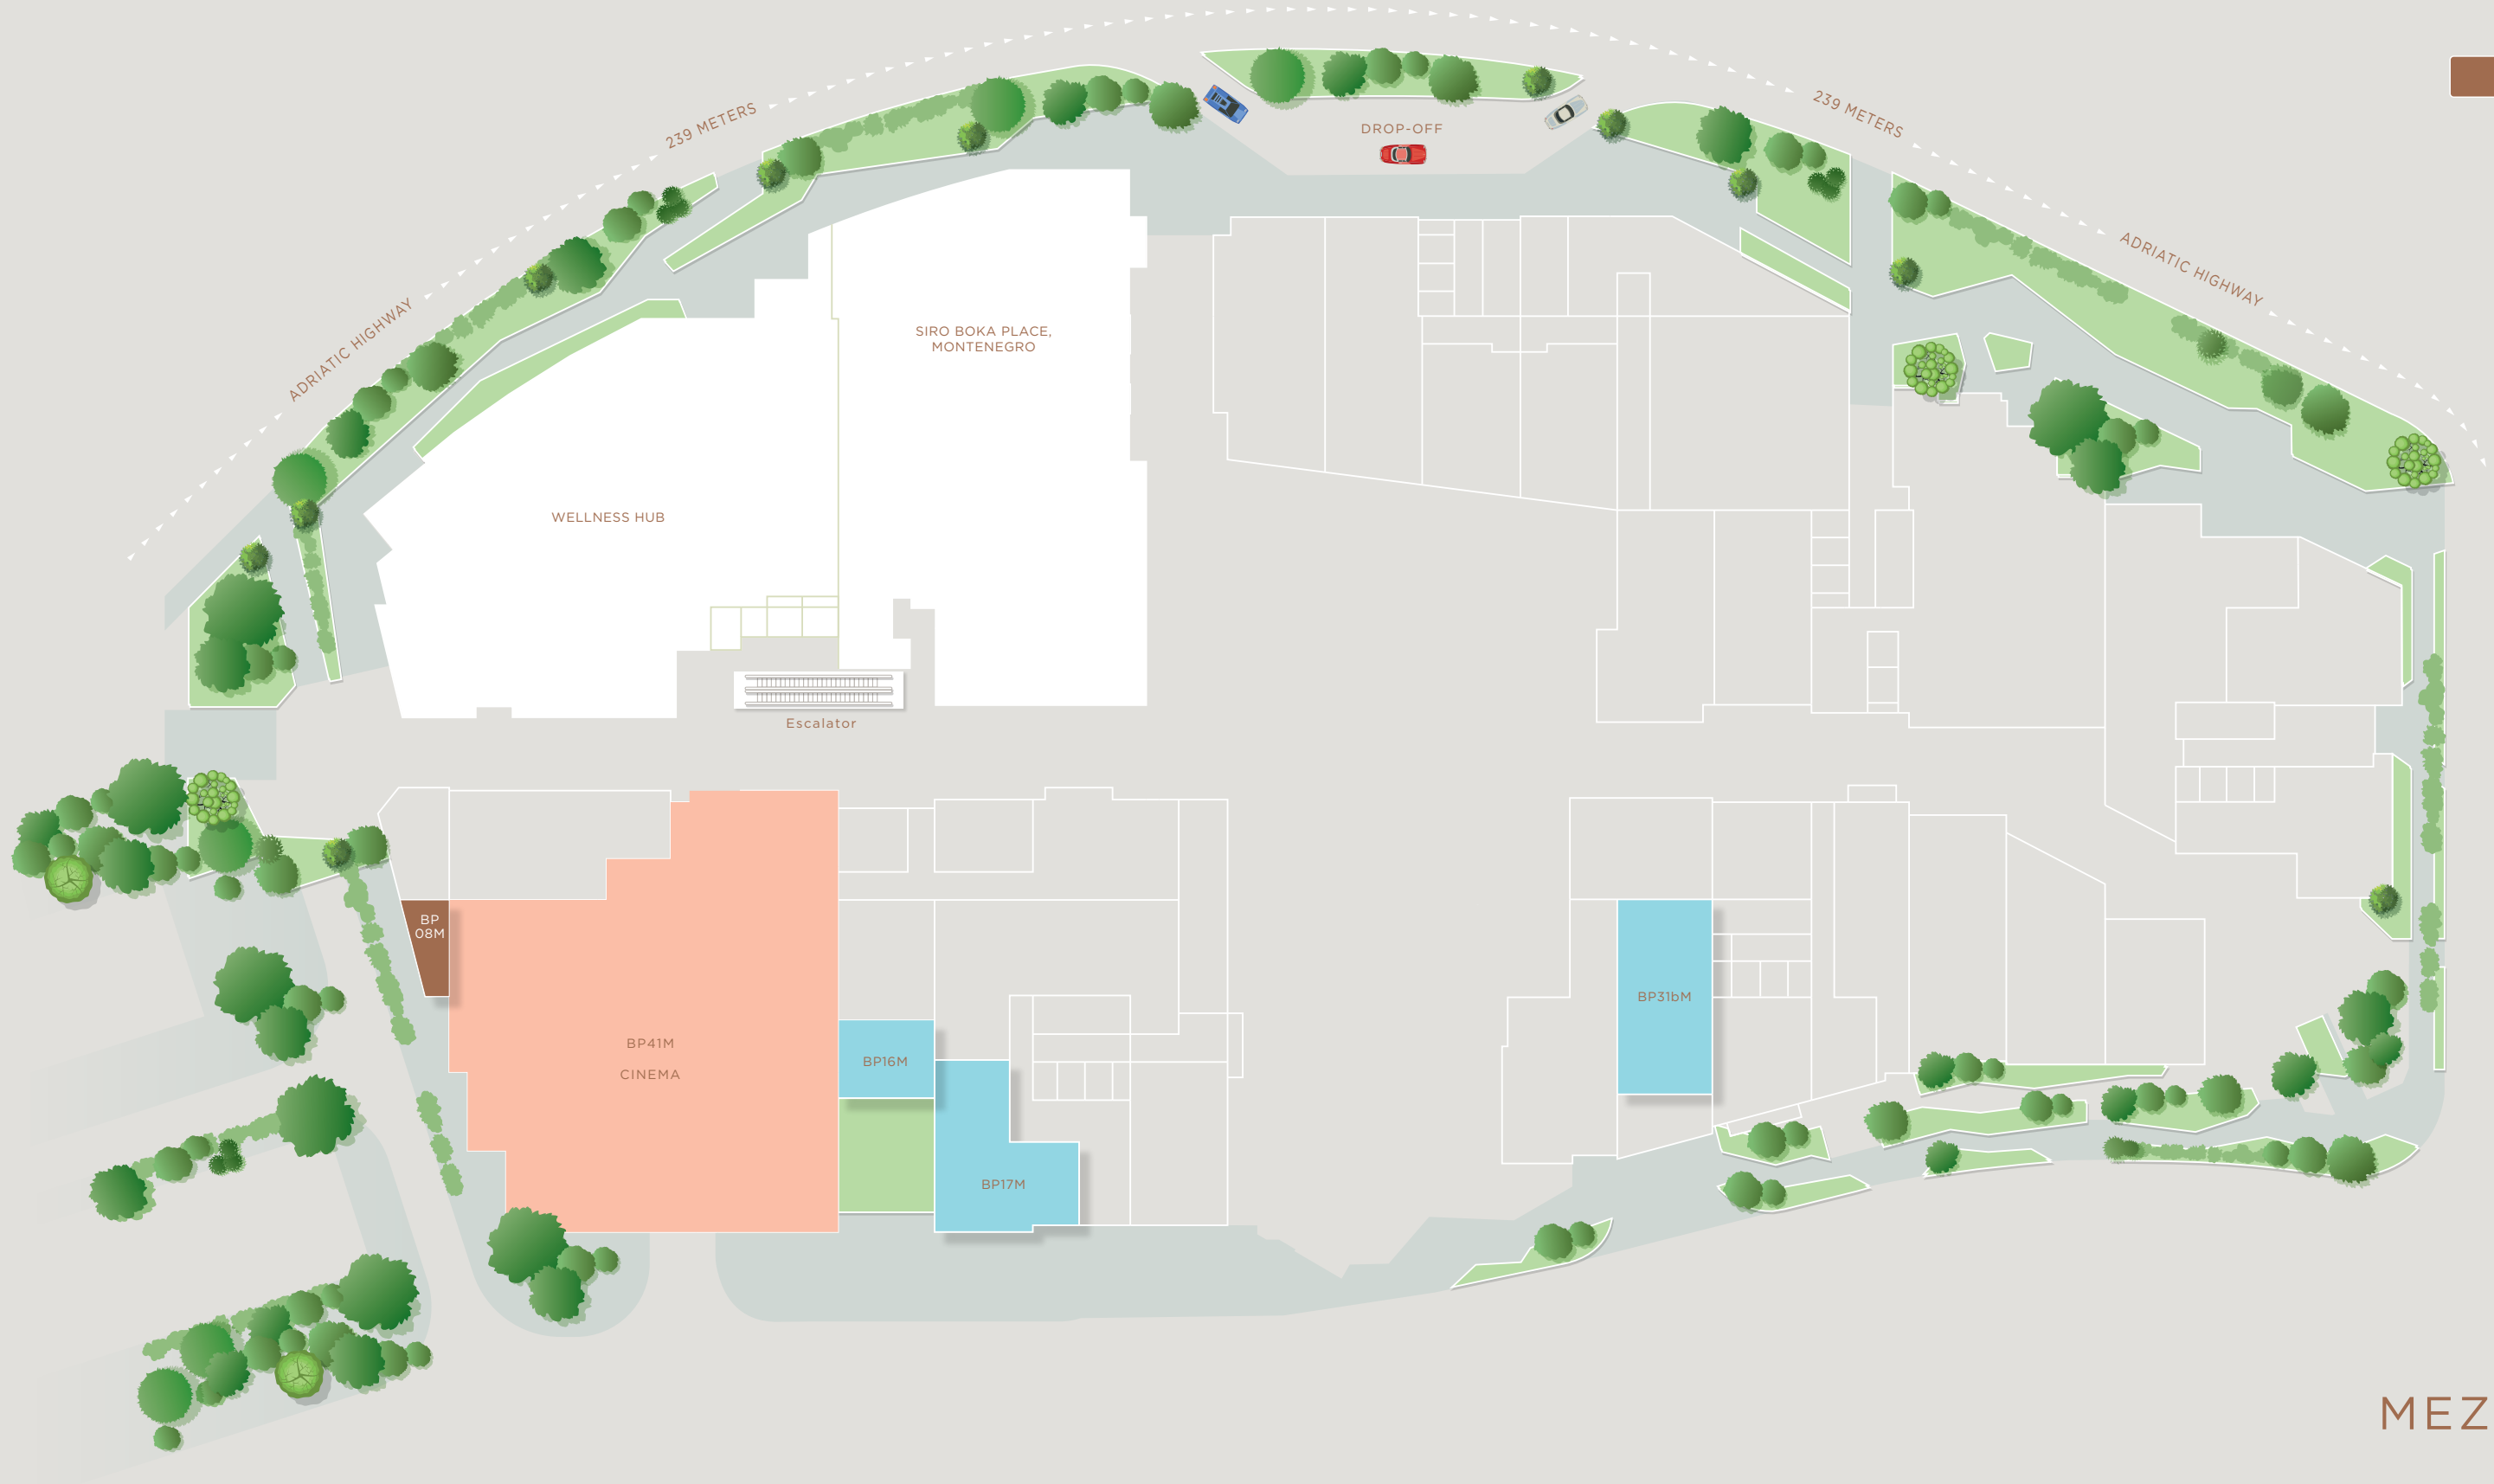 239 METERS
DROP-OFF
239 METERS
ADRIATIC HIGHWAY
ADRIATIC HIGHWAY
SIRO BOKA PLACE,
MONTENEGRO
WELLNESS HUB
Escalator
BP
08M
BP41M
CINEMA
BP16M
BP17M
BP31bM
MEZ